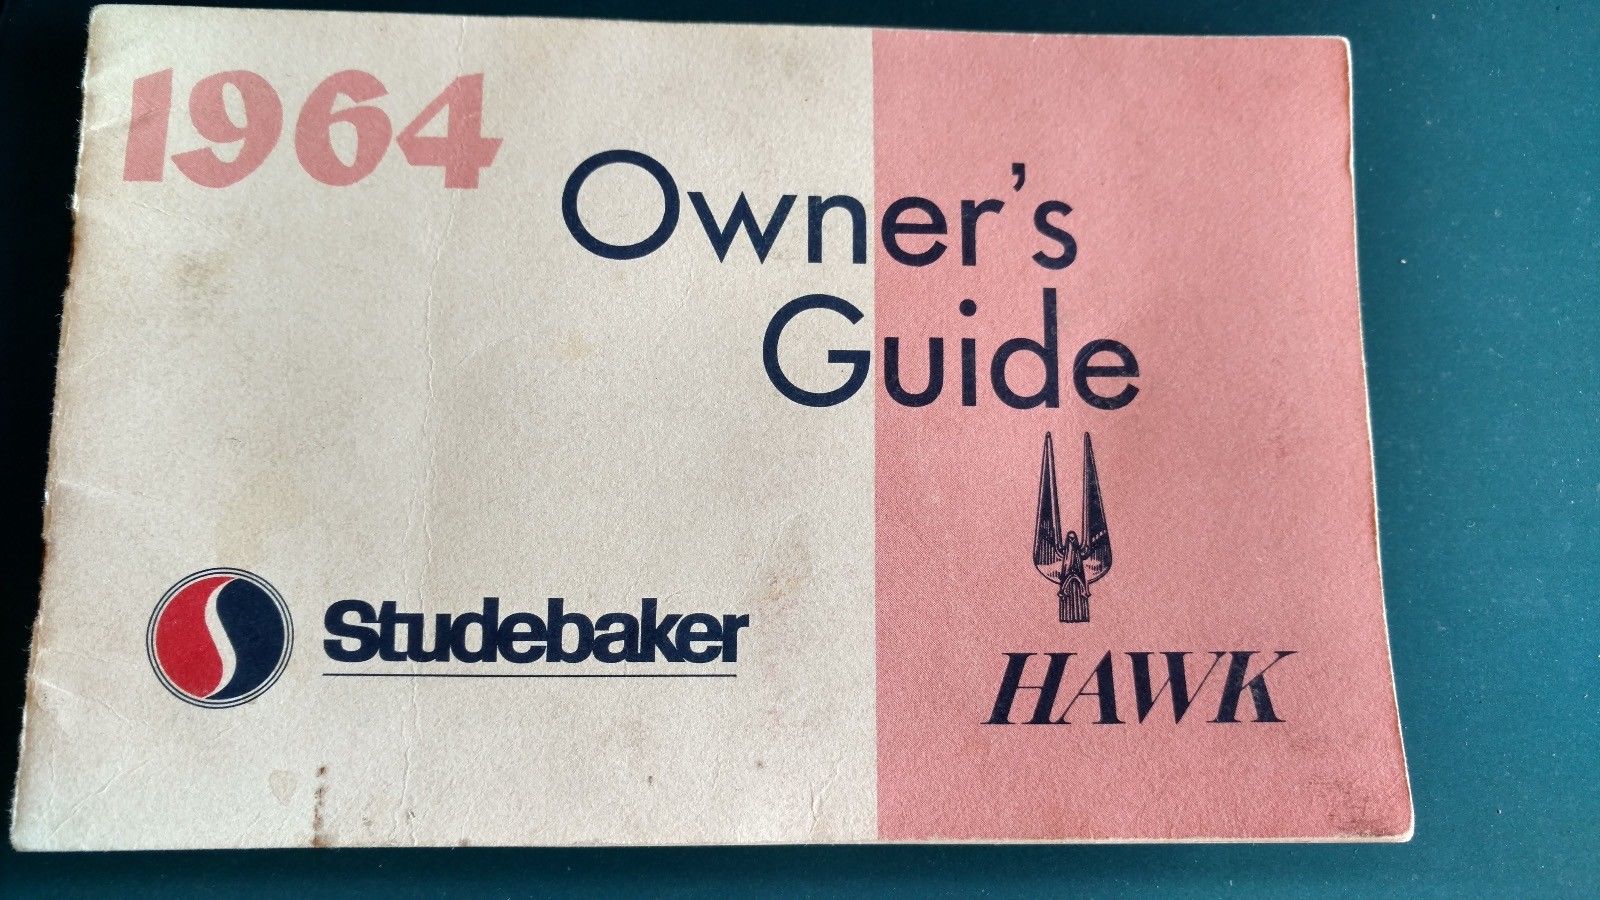 1964
Owner's
Guide
Studebaker
HAWK